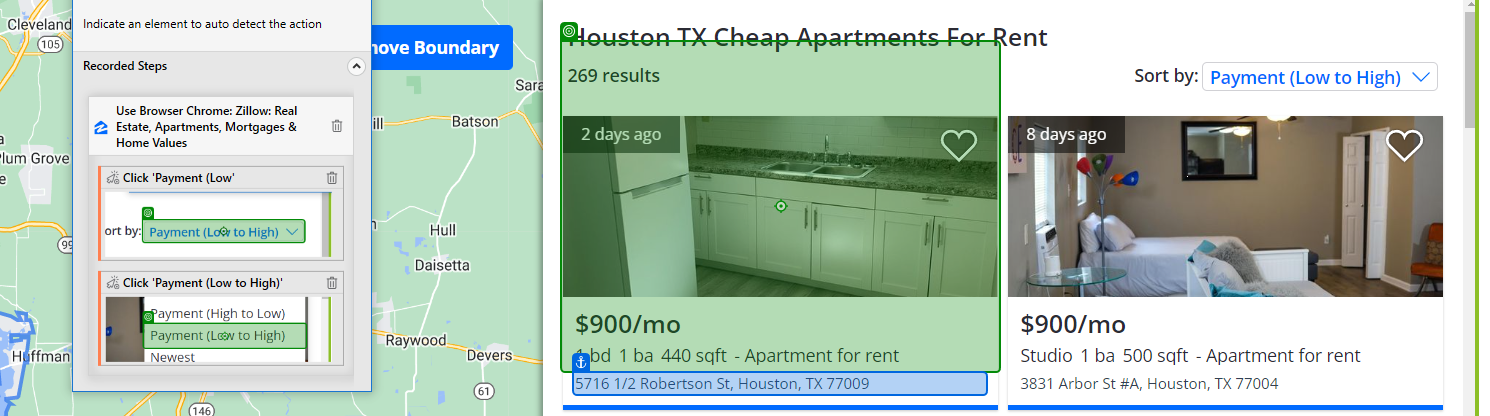 Cleveland
105
Indicate an element to auto detect the action
Recorded Steps
Use Browser Chrome: Zillow: Real
Estate, Apartments, Mortgages &
Home Values
Click 'Payment (Low'
ort by: Payment (Low to High)
Click 'Payment (Low to High)'
Payment (High to Low)
Payment (Low to High)
Newest
move Boundary
Sara
ill
Batson
Plum Grove
99
Hull
Daisetta
Raywood
Devers
Huffman
61
146
Houston TX Cheap Apartments For Rent
269 results
Sort by: Payment (Low to High)
2 days ago
$900/mo
1 bd 1 ba 440 sqft - Apartment for rent
5716 1/2 Robertson St, Houston, TX 77009
8 days ago
$900/mo
Studio 1 ba 500 sqft - Apartment for rent
3831 Arbor St #A, Houston, TX 77004